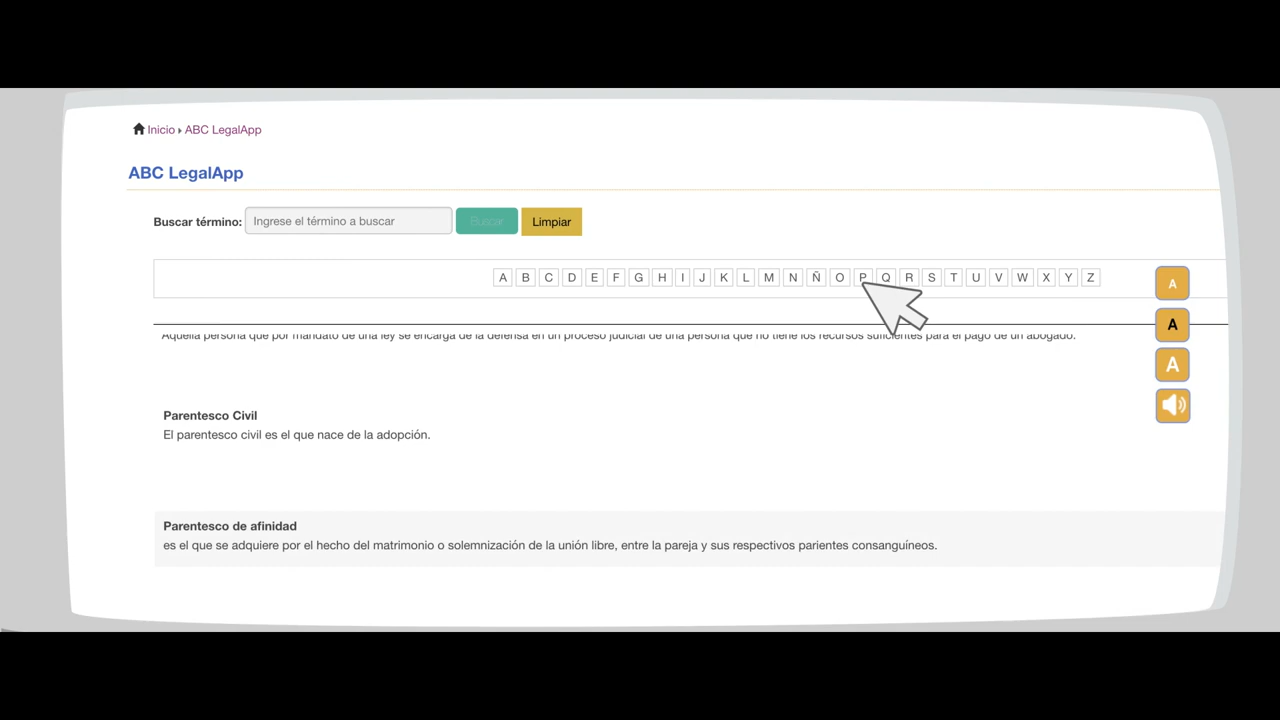 Inicio ABC LegalApp
ABC LegalApp
Buscar término: Ingrese el término a buscar Buscar Limpiar
A B C D E F G H I J K L M N Ñ O P Q R S T U V W X Y Z
A
Aquella persona que por mandato de una ley se encarga de la defensa en un proceso judicial de una persona que no tiene los recursos suficientes para el pago de un abogado.
A
A
Parentesco Civil
El parentesco civil es el que nace de la adopción.
Parentesco de afinidad
es el que se adquiere por el hecho del matrimonio o solemnización de la unión libre, entre la pareja y sus respectivos parientes consanguíneos.